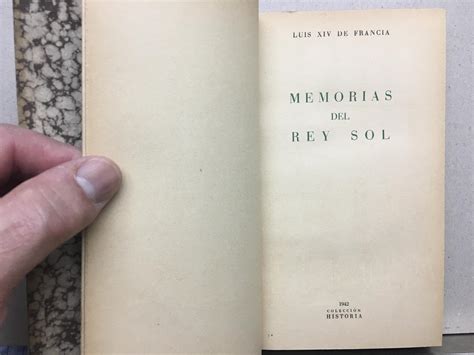 LUIS XIV DE FRANCIA
MEMORIAS
DEL
REY SOL
1942
COLECCIÓN
HISTORIA